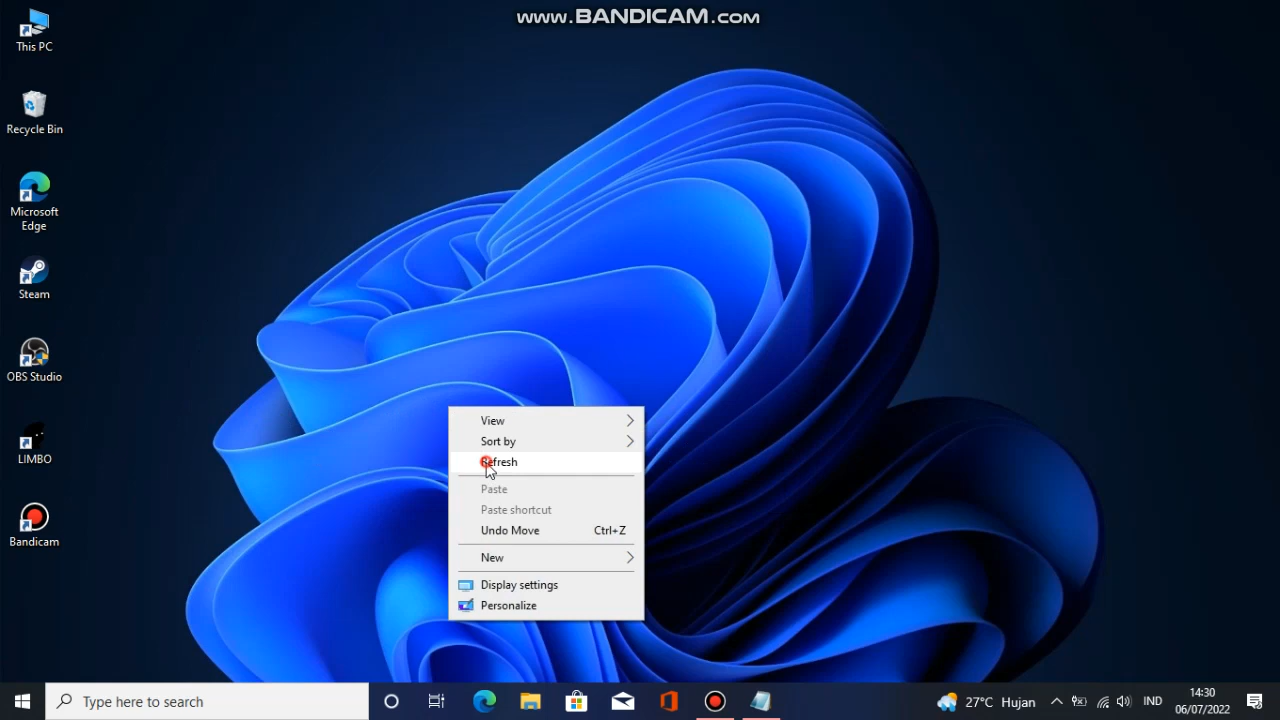 www.BANDICAM.com
This PC
Recycle Bin
Microsoft
Edge
Steam
OBS Studio
LIMBO
Bandicam
View
Sort by
Refresh
Paste
Paste shortcut
Undo Move Ctrl+Z
New
Display settings
Personalize
Type here to search
27°C Hujan
IND
14:30
06/07/2022